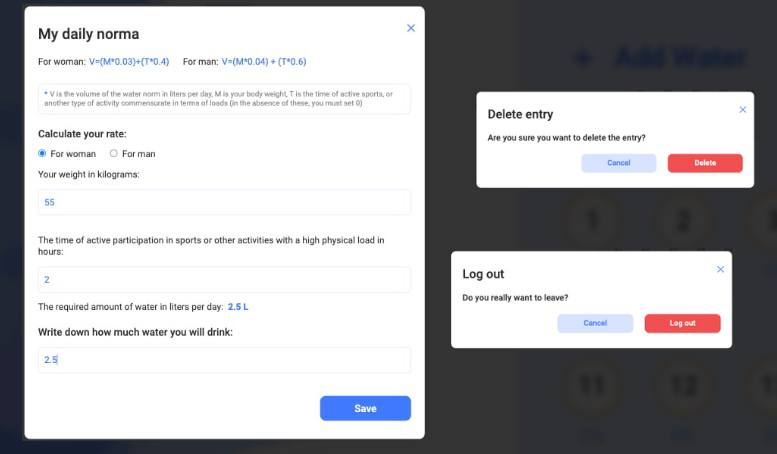 My daily norma
For woman: V=(M*0.03)+(T*0.4) For man: V=(M*0.04) + (T*0.6)
* V is the volume of the water norm in liters per day, M is your body weight, T is the time of active sports, or
another type of activity commensurate in terms of loads (in the absence of these, you must set 0)
Calculate your rate:
For woman For man
Your weight in kilograms:
55
The time of active participation in sports or other activities with a high physical load in
hours:
2
The required amount of water in liters per day: 2.5 L
Write down how much water you will drink:
2.5
Save
+ Add Water
Delete entry
Are you sure you want to delete the entry?
Cancel Delete
1 2
Log out
Do you really want to leave?
Cancel Log out
11 12